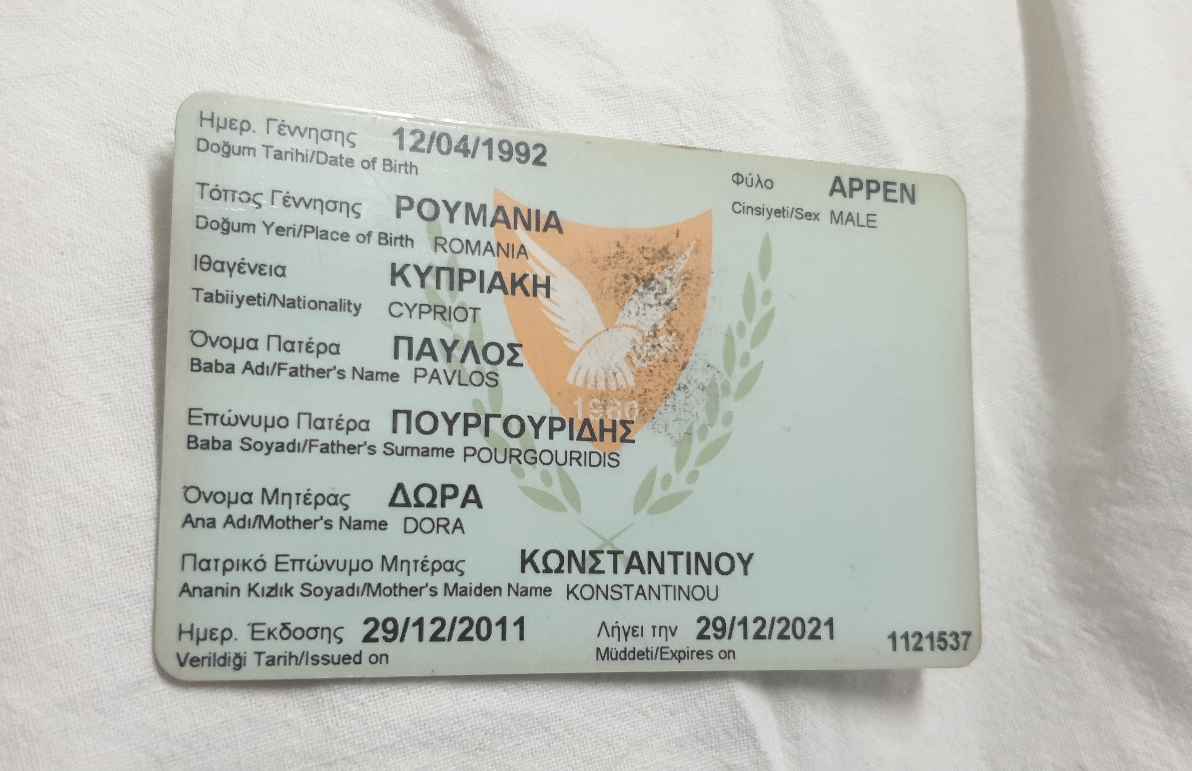 Ημερ. Γέννησης 12/04/1992
Doğum Tarihi/Date of Birth
Φύλο ΑΡΡΕΝ
Cinsiyeti/Sex MALE
Τόπος Γέννησης ΡΟΥΜΑΝΙΑ
Doğum Yeri/Place of Birth ROMANIA
Ιθαγένεια ΚΥΠΡΙΑΚΗ
Tabiiyeti/Nationality CYPRIOT
Όνομα Πατέρα ΠΑΥΛΟΣ
Baba Adı/Father's Name PAVLOS
1960
Επώνυμο Πατέρα ΠΟΥΡΓΟΥΡΙΔΗΣ
Baba Soyadı/Father's Surname POURGOURIDIS
Όνομα Μητέρας ΔΩΡΑ
Ana Adı/Mother's Name DORA
Πατρικό Επώνυμο Μητέρας ΚΩΝΣΤΑΝΤΙΝΟΥ
Ananin Kızlık Soyadı/Mother's Maiden Name KONSTANTINOU
Ημερ. Έκδοσης 29/12/2011 Λήγει την 29/12/2021 1121537
Verildiği Tarih/Issued on Müddeti/Expires on